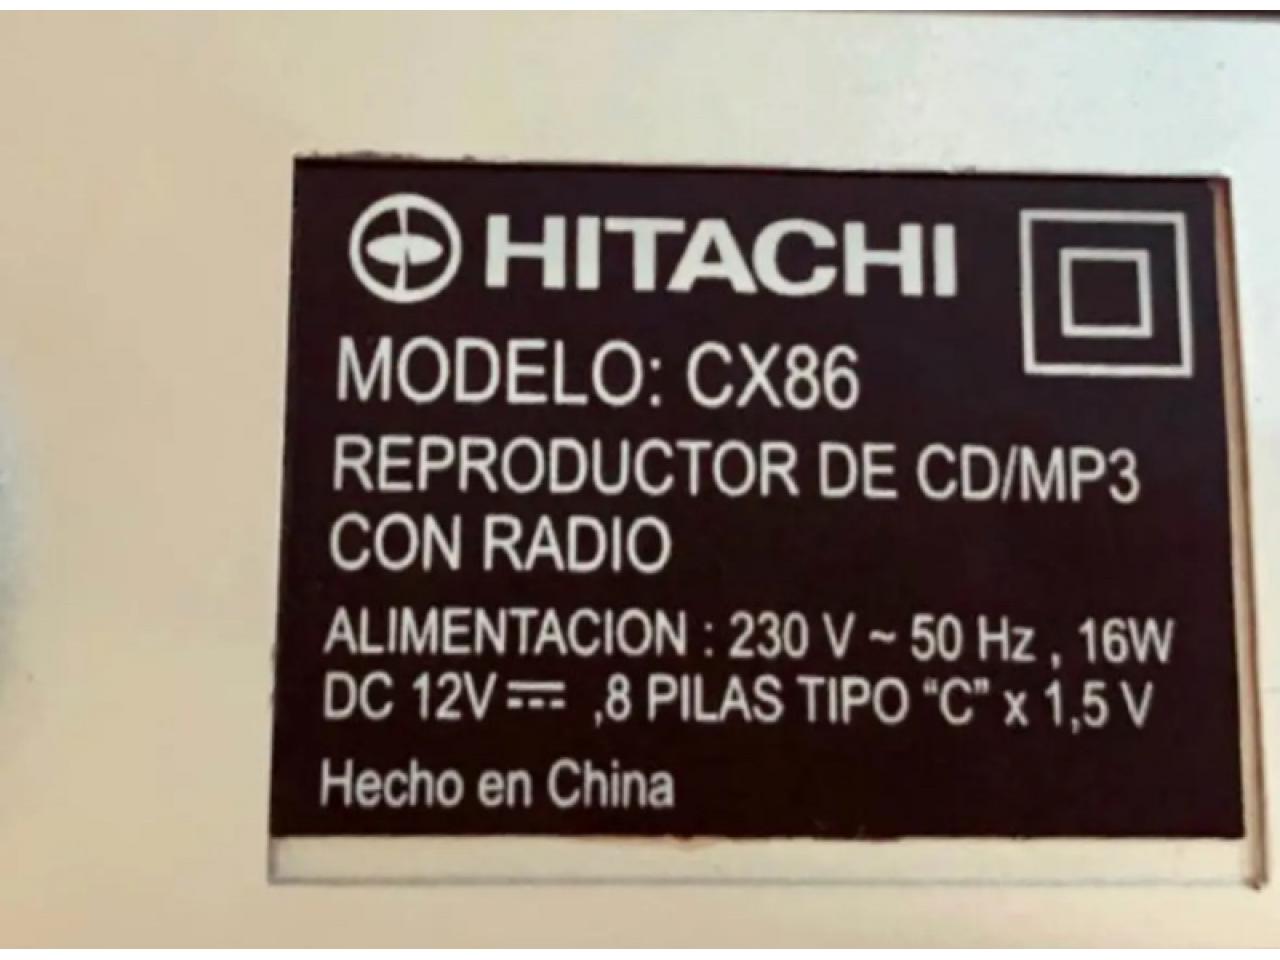 HITACHI
MODELO: CX86
REPRODUCTOR DE CD/MP3
CON RADIO
ALIMENTACION : 230 V ~ 50 Hz , 16W
DC 12V ⎓ ,8 PILAS TIPO “C” x 1,5 V
Hecho en China